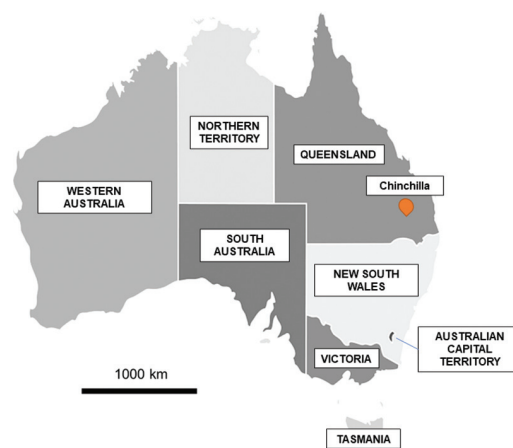 NORTHERN
TERRITORY
QUEENSLAND
Chinchilla
WESTERN
AUSTRALIA
SOUTH
AUSTRALIA
NEW SOUTH
WALES
AUSTRALIAN
CAPITAL
TERRITORY
VICTORIA
1000 km
TASMANIA